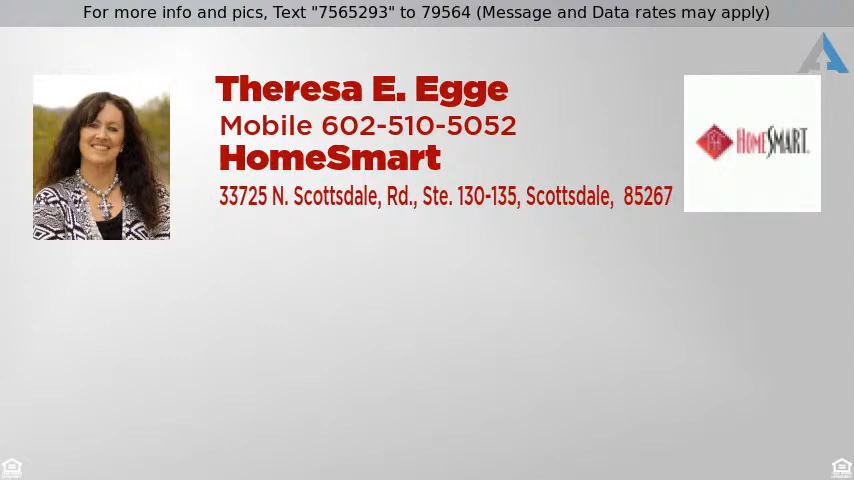 For more info and pics, Text "7565293" to 79564 (Message and Data rates may apply)
Theresa E. Egge
Mobile 602-510-5052
HomeSmart
33725 N. Scottsdale, Rd., Ste. 130-135, Scottsdale, 85267
HOMESMART.